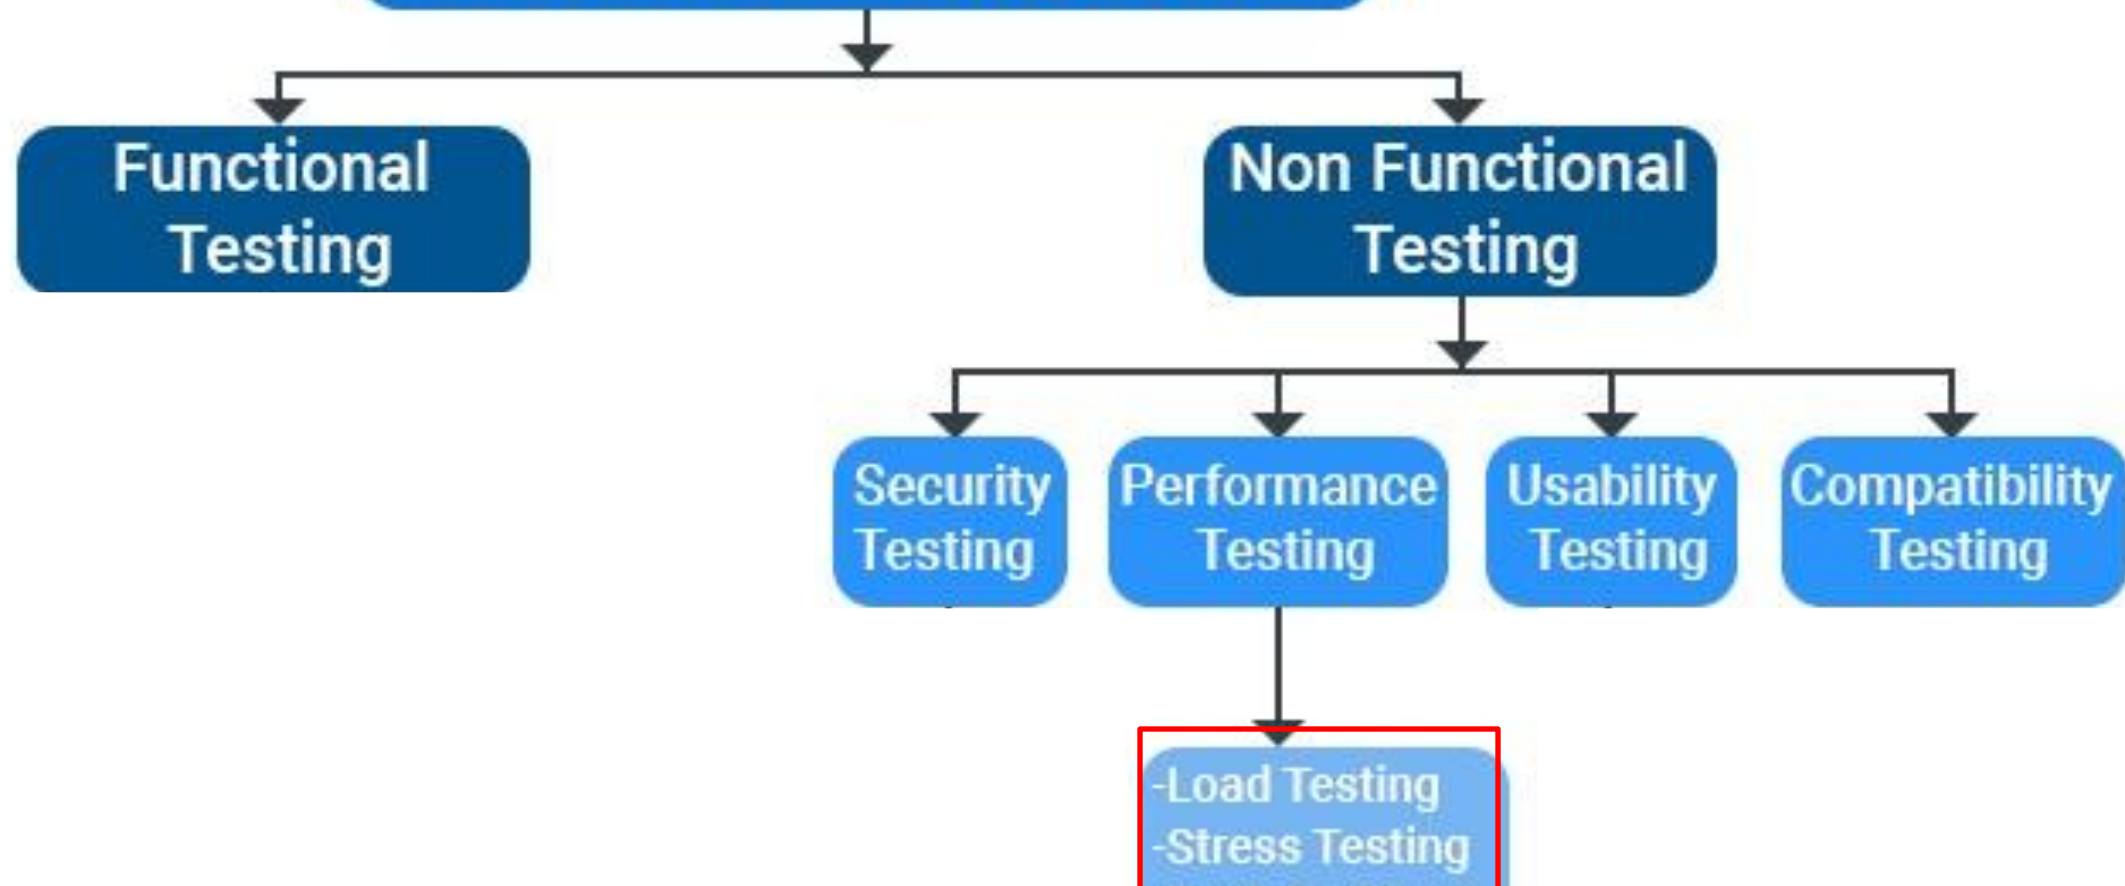 Functional
Testing
Non Functional
Testing
Security
Testing
Performance
Testing
Usability
Testing
Compatibility
Testing
-Load Testing
-Stress Testing